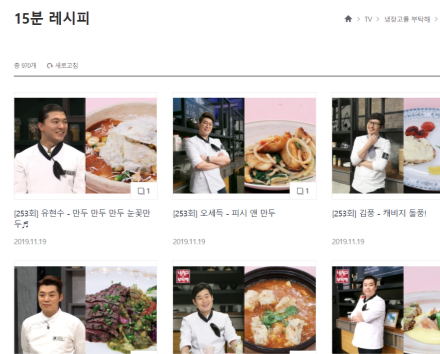 15분 레시피
> TV > 냉장고를 부탁해 >
총 970개 새로고침
1
1
[253회] 유현수 - 만두 만두 만두 눈꽃만
두♬
[253회] 오세득 - 피시 앤 만두
[253회] 김풍 - 캐비지 돌풍!
2019.11.19
2019.11.19
2019.11.19